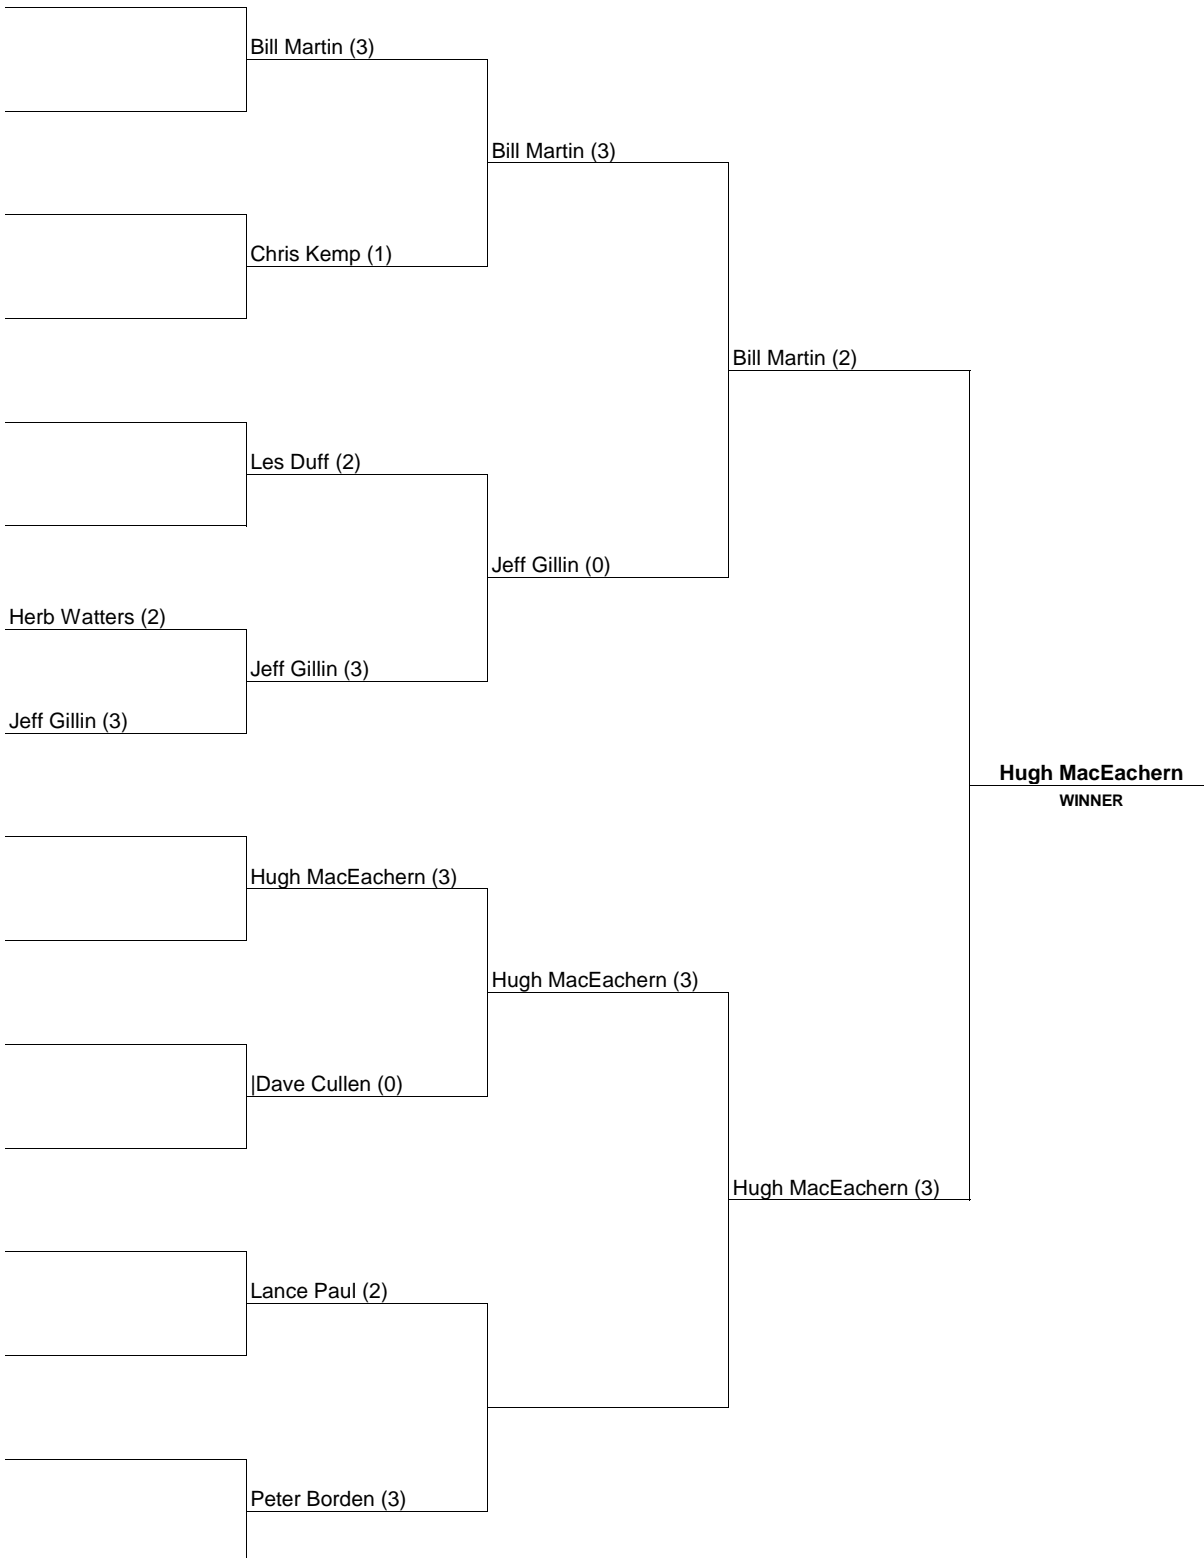 Bill Martin (3)
Bill Martin (3)
Chris Kemp (1)
Bill Martin (2)
Les Duff (2)
Jeff Gillin (0)
Herb Watters (2)
Jeff Gillin (3)
Jeff Gillin (3)
Hugh MacEachern
WINNER
Hugh MacEachern (3)
Hugh MacEachern (3)
|Dave Cullen (0)
Hugh MacEachern (3)
Lance Paul (2)
Peter Borden (3)